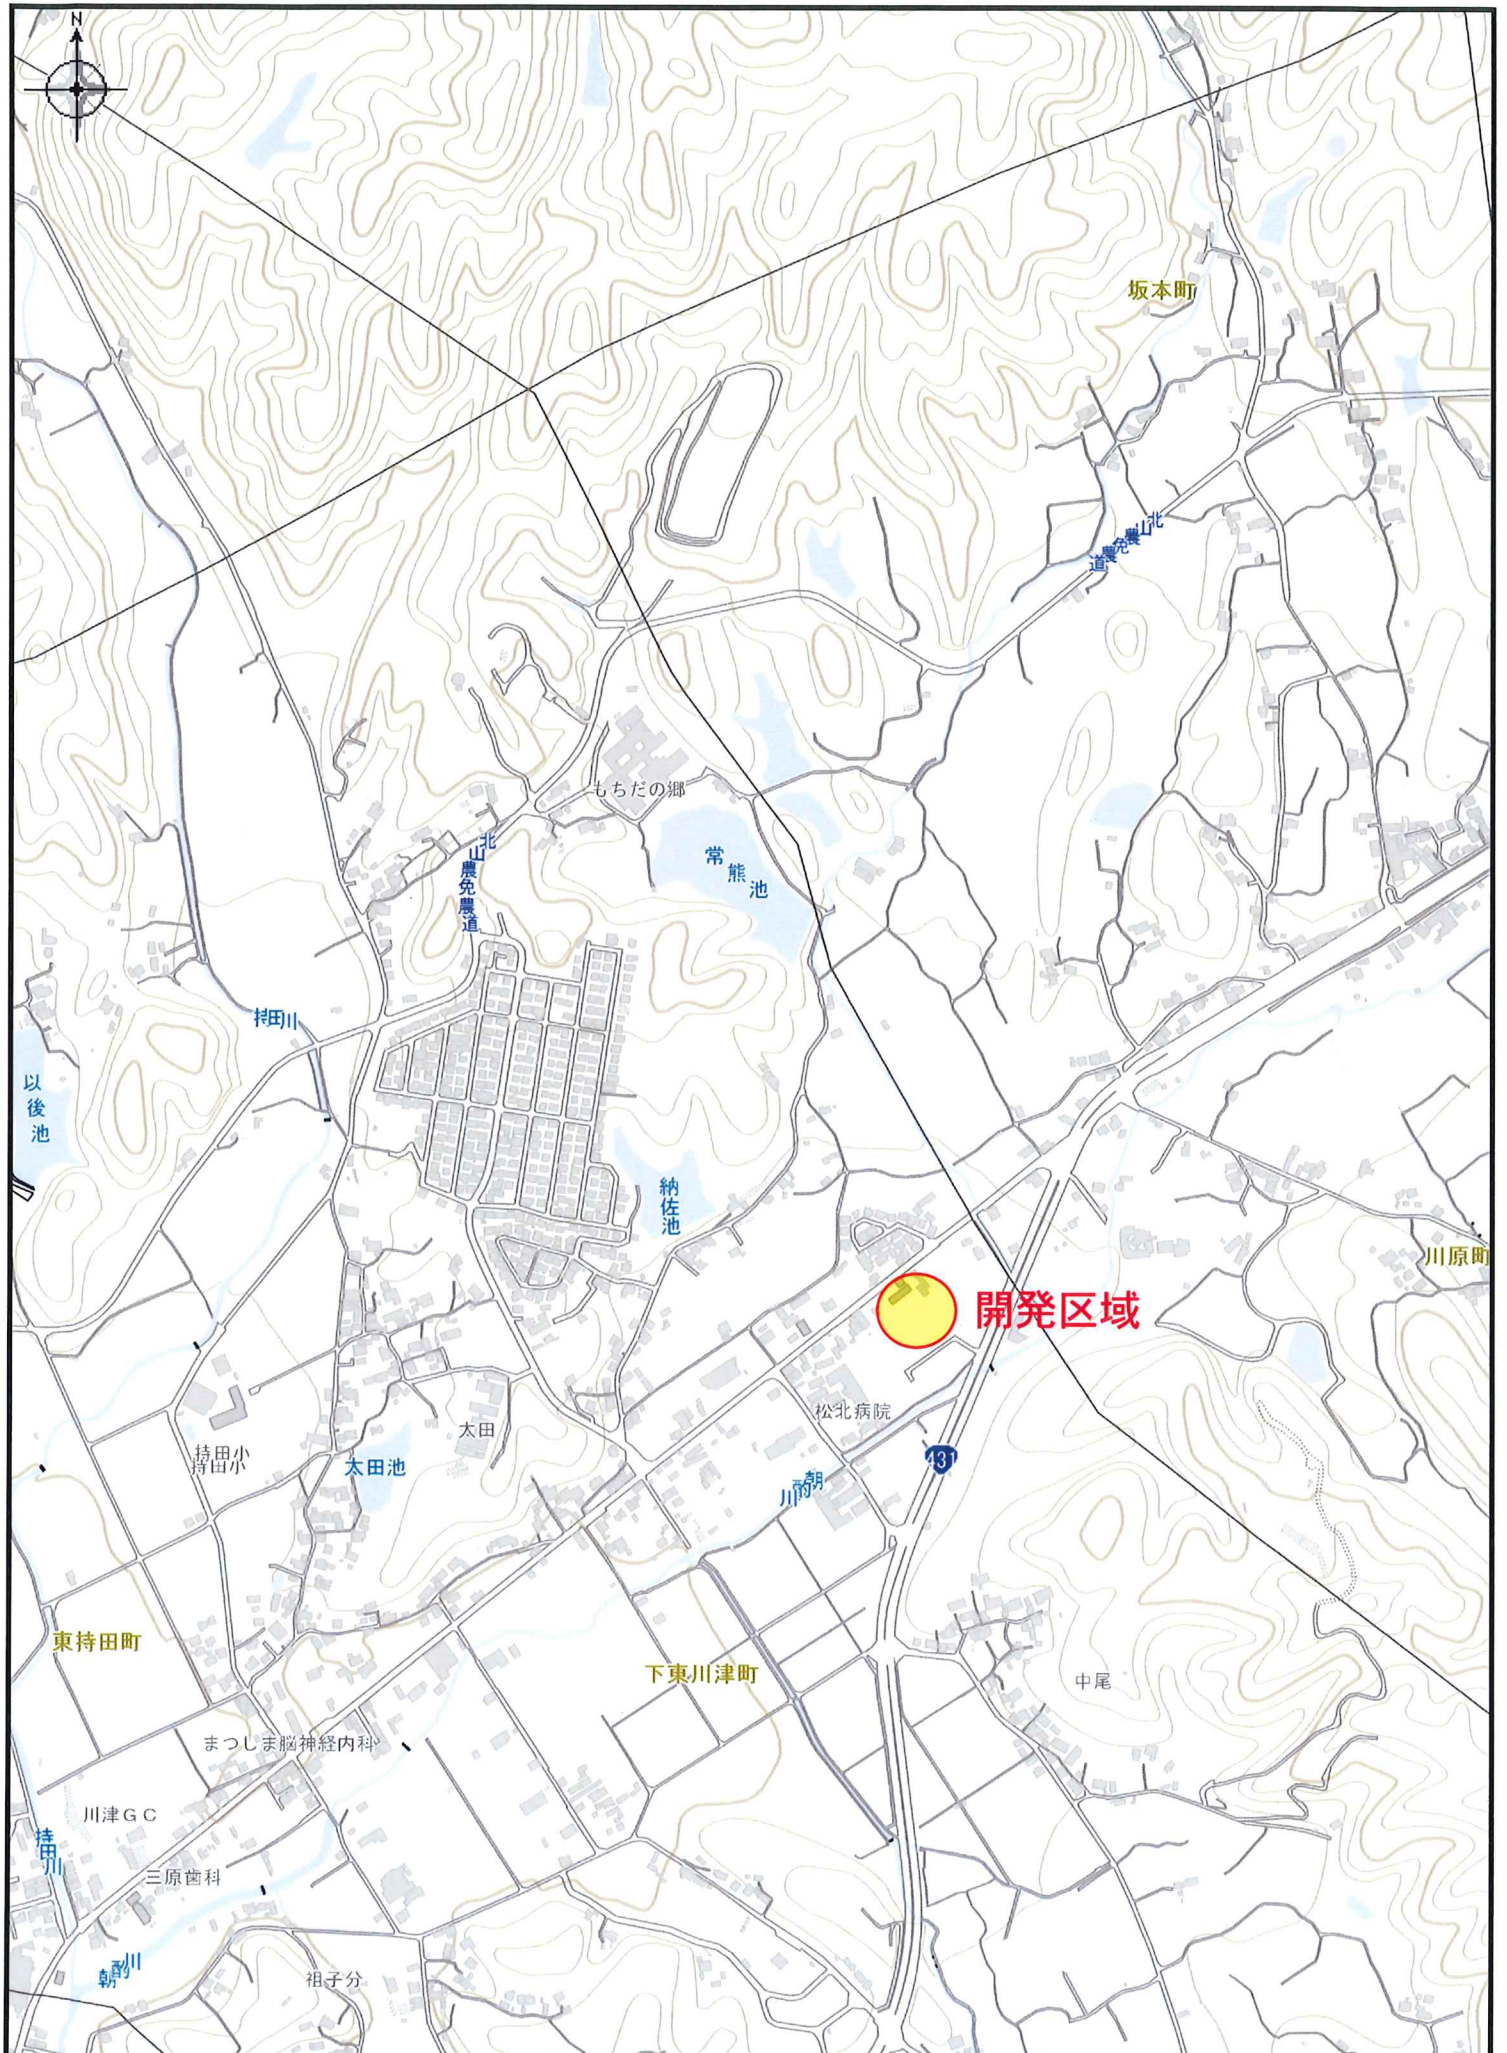 N
坂本町
北山農免農道
もちだの郷
常熊池
北山農免農道
持田川
以後池
納佐池
川原町
開発区域
松北病院
太田
持田小
持田小
太田池
431
朝酌川
東持田町
下東川津町
中尾
まつしま脳神経内科
川津GC
持田川
三原歯科
朝酌川
祖子分